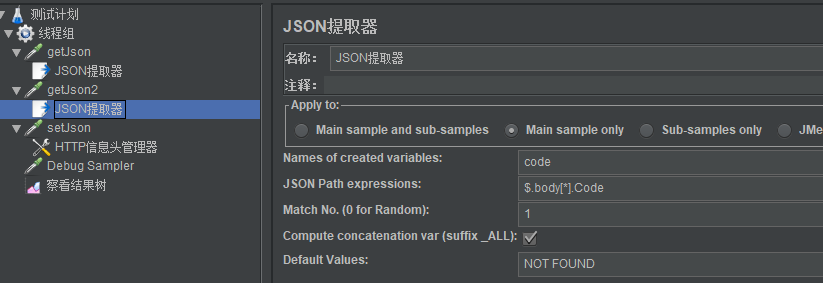 测试计划
线程组
getJson
JSON提取器
getJson2
JSON提取器
setJson
HTTP信息头管理器
Debug Sampler
察看结果树
JSON提取器
名称： JSON提取器
注释：
Apply to:
Main sample and sub-samples Main sample only Sub-samples only JMe
Names of created variables: code
JSON Path expressions: $.body[*].Code
Match No. (0 for Random): 1
Compute concatenation var (suffix _ALL):
Default Values: NOT FOUND